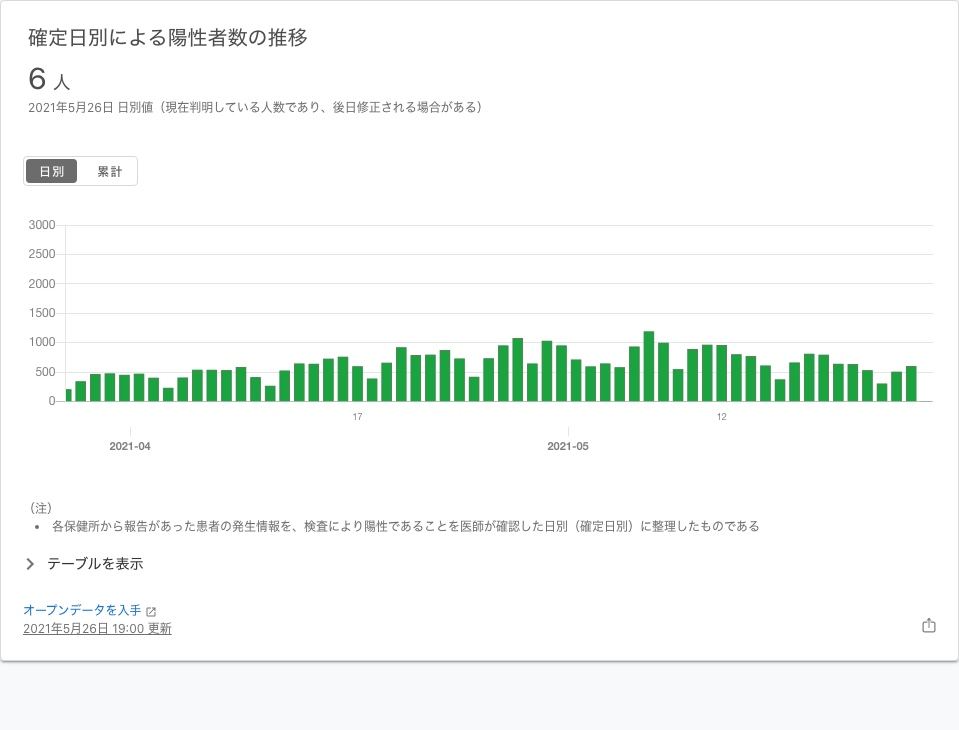 確定日別による陽性者数の推移
6 人
2021年5月26日 日別値（現在判明している人数であり、後日修正される場合がある）
日別 累計
3000
2500
2000
1500
1000
500
0
17 12
2021-04 2021-05
（注）
• 各保健所から報告があった患者の発生情報を、検査により陽性であることを医師が確認した日別（確定日別）に整理したものである
テーブルを表示
オープンデータを入手
2021年5月26日 19:00 更新